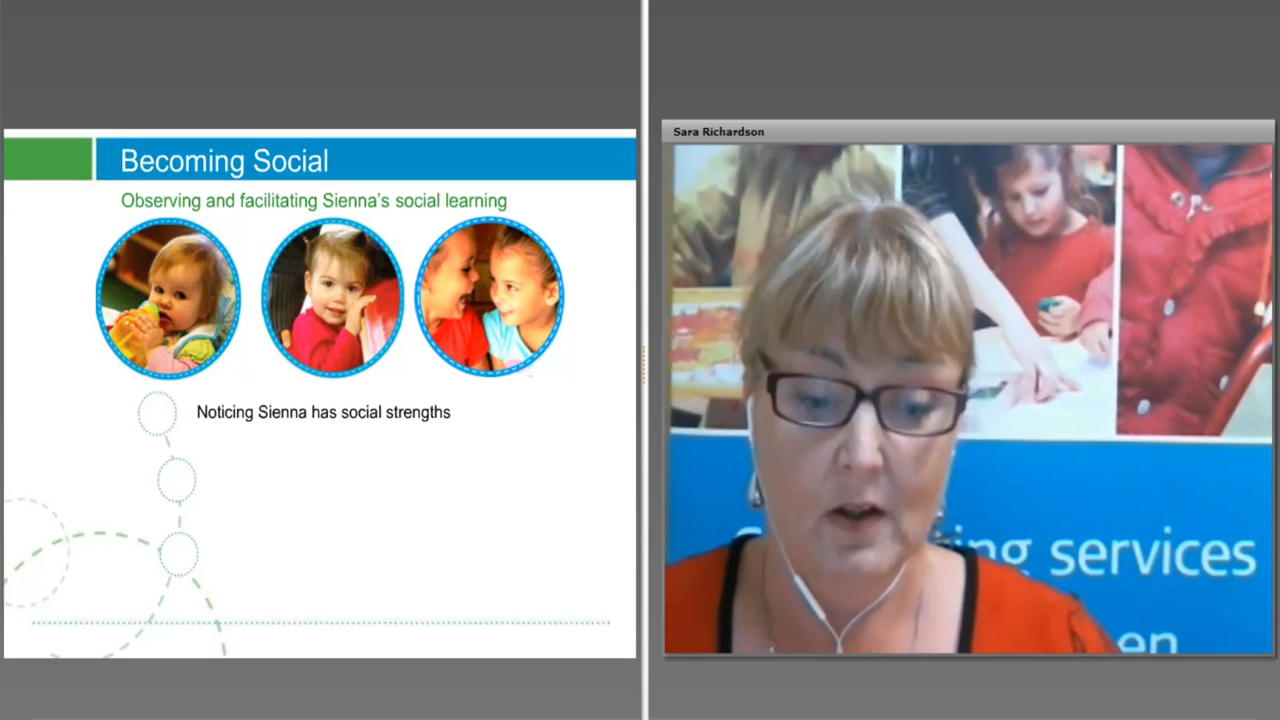 Becoming Social
Observing and facilitating Sienna's social learning
Noticing Sienna has social strengths
Sara Richardson
services